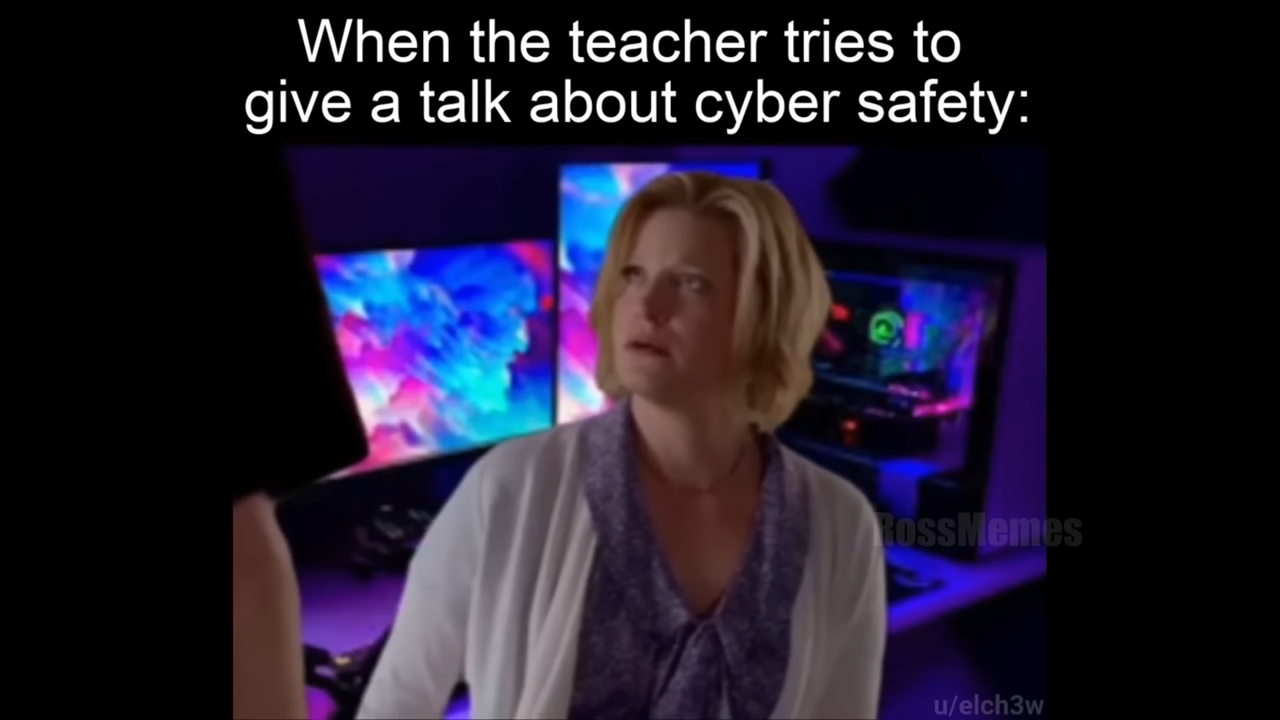 When the teacher tries to
give a talk about cyber safety:
RossMemes
u/elch3w